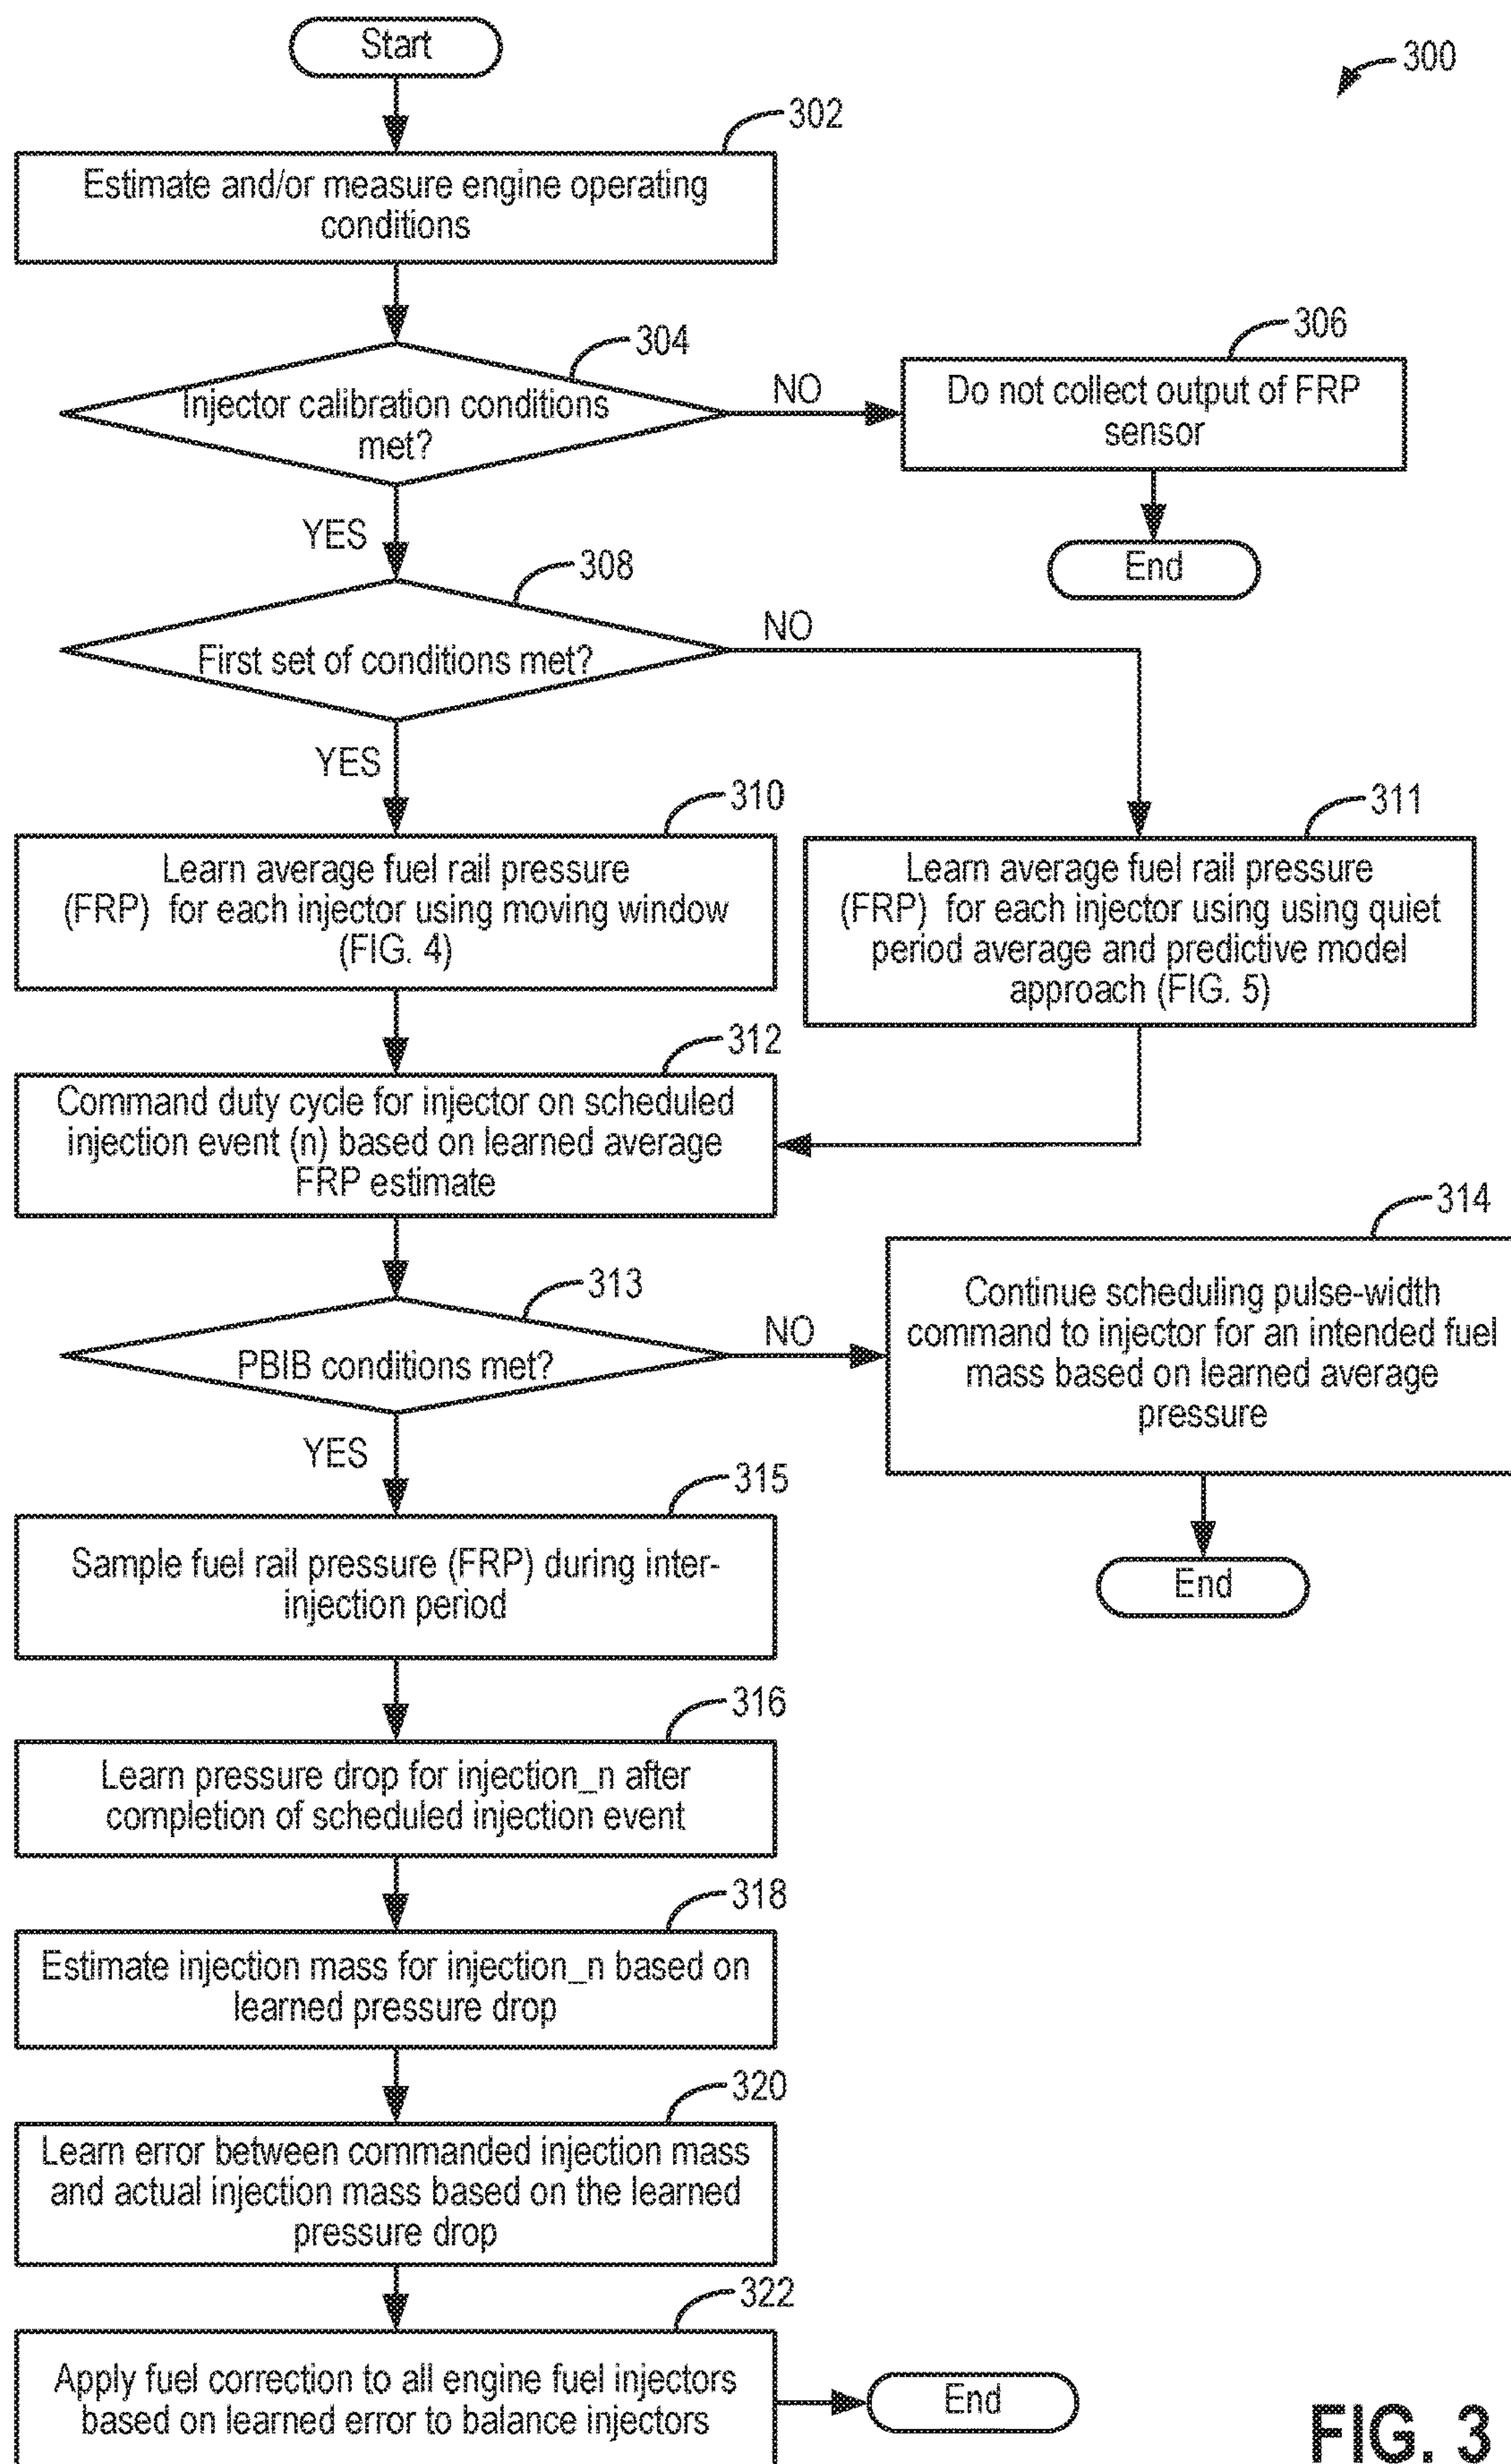 Start
300
302
Estimate and/or measure engine operating
conditions
304
Injector calibration conditions
met?
NO
306
Do not collect output of FRP
sensor
End
YES
308
First set of conditions met?
NO
YES
310
Learn average fuel rail pressure
(FRP) for each injector using moving window
(FIG. 4)
311
Learn average fuel rail pressure
(FRP) for each injector using using quiet
period average and predictive model
approach (FIG. 5)
312
Command duty cycle for injector on scheduled
injection event (n) based on learned average
FRP estimate
313
PBIB conditions met?
NO
314
Continue scheduling pulse-width
command to injector for an intended fuel
mass based on learned average
pressure
End
YES
315
Sample fuel rail pressure (FRP) during inter-
injection period
316
Learn pressure drop for injection_n after
completion of scheduled injection event
318
Estimate injection mass for injection_n based on
learned pressure drop
320
Learn error between commanded injection mass
and actual injection mass based on the learned
pressure drop
322
Apply fuel correction to all engine fuel injectors
based on learned error to balance injectors
End
FIG. 3